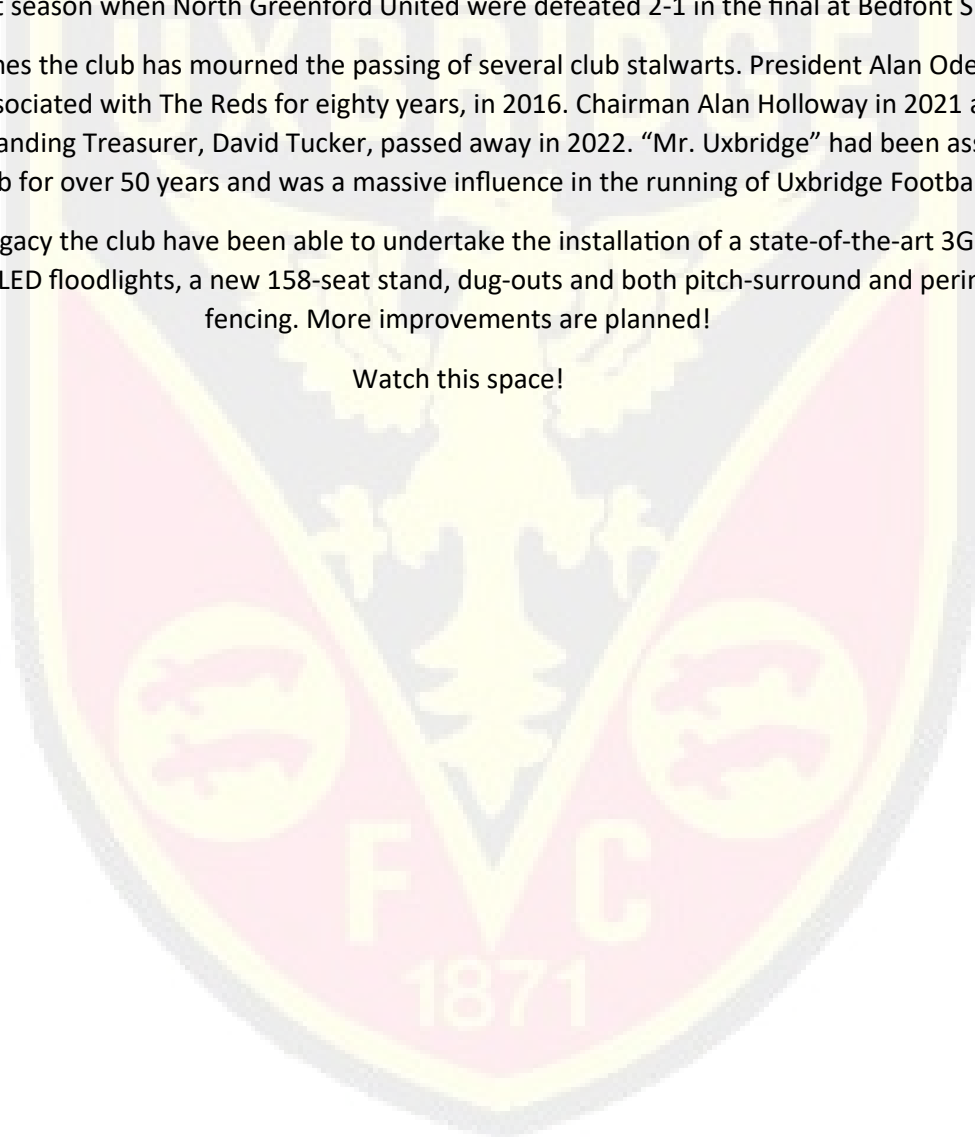 season when North Greenford United were defeated 2-1 in the final at Bedfont S
the club has mourned the passing of several club stalwarts. President Alan Ode
with The Reds for eighty years, in 2016. Chairman Alan Holloway in 2021 a
Treasurer, David Tucker, passed away in 2022. “Mr. Uxbridge” had been ass
for over 50 years and was a massive influence in the running of Uxbridge Footba
the club have been able to undertake the installation of a state-of-the-art 3G
LED floodlights, a new 158-seat stand, dug-outs and both pitch-surround and perin
fencing. More improvements are planned!
Watch this space!
UXBRIDGE
F C
1871